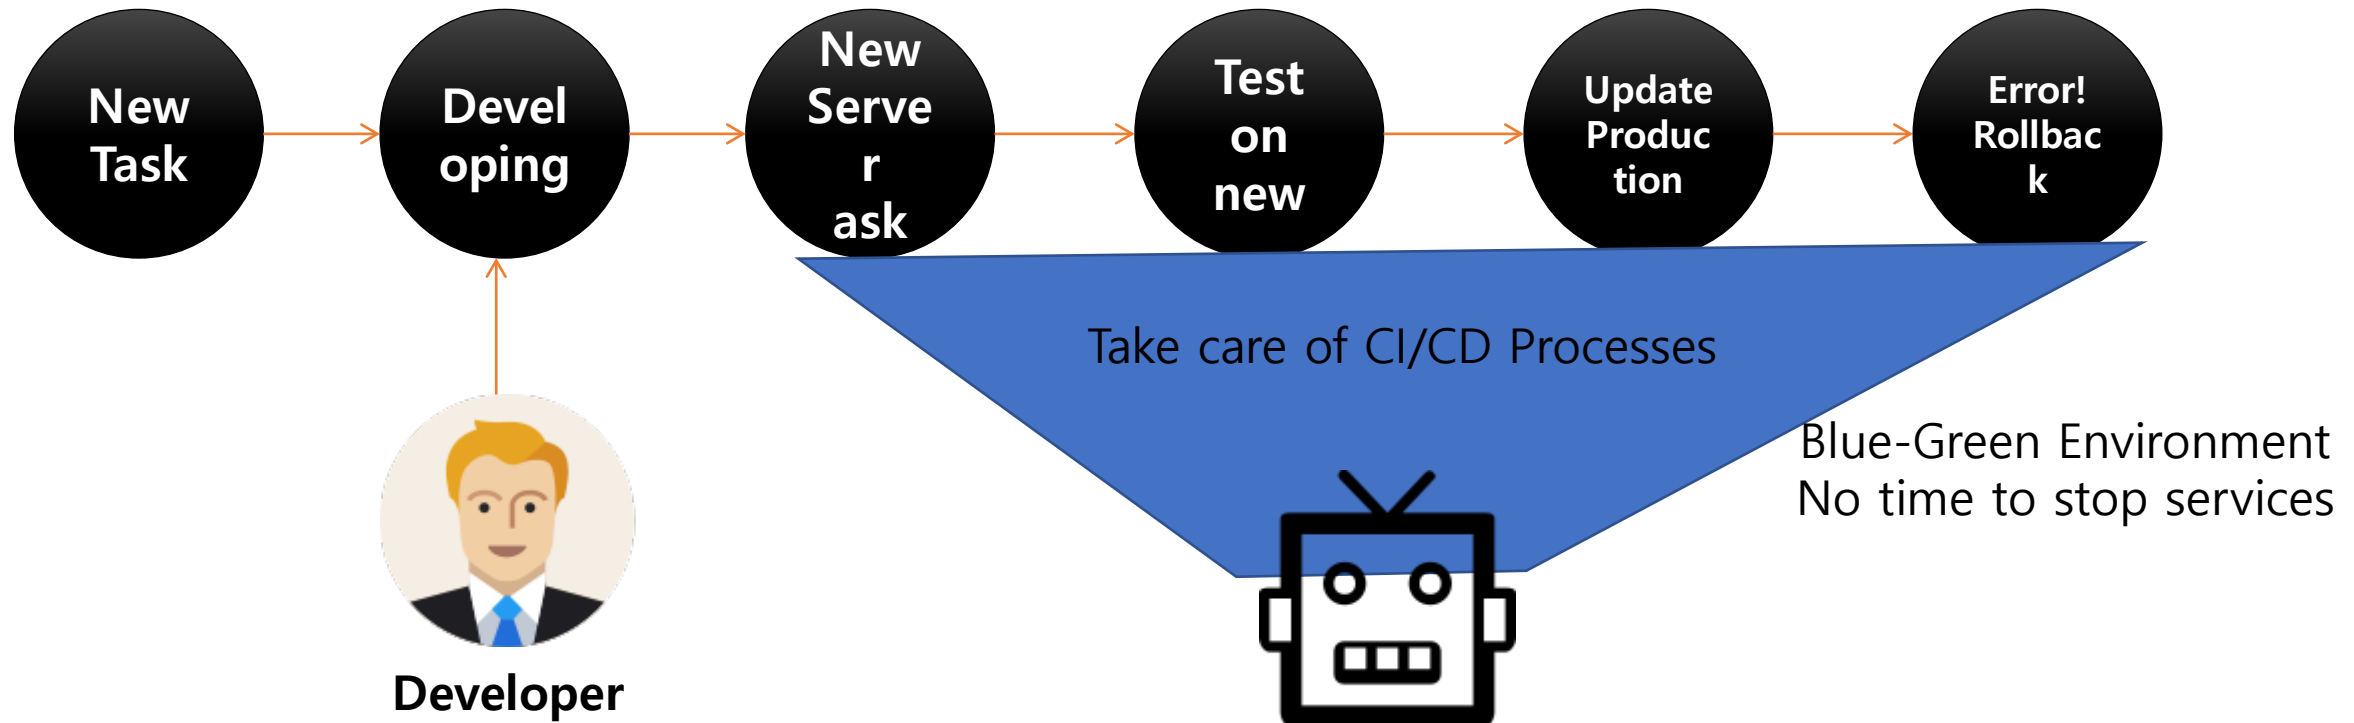 New
Task
Devel
oping
New
Serve
r
ask
Test
on
new
Update
Produc
tion
Error!
Rollbac
k
Take care of CI/CD Processes
Blue-Green Environment
No time to stop services
Developer